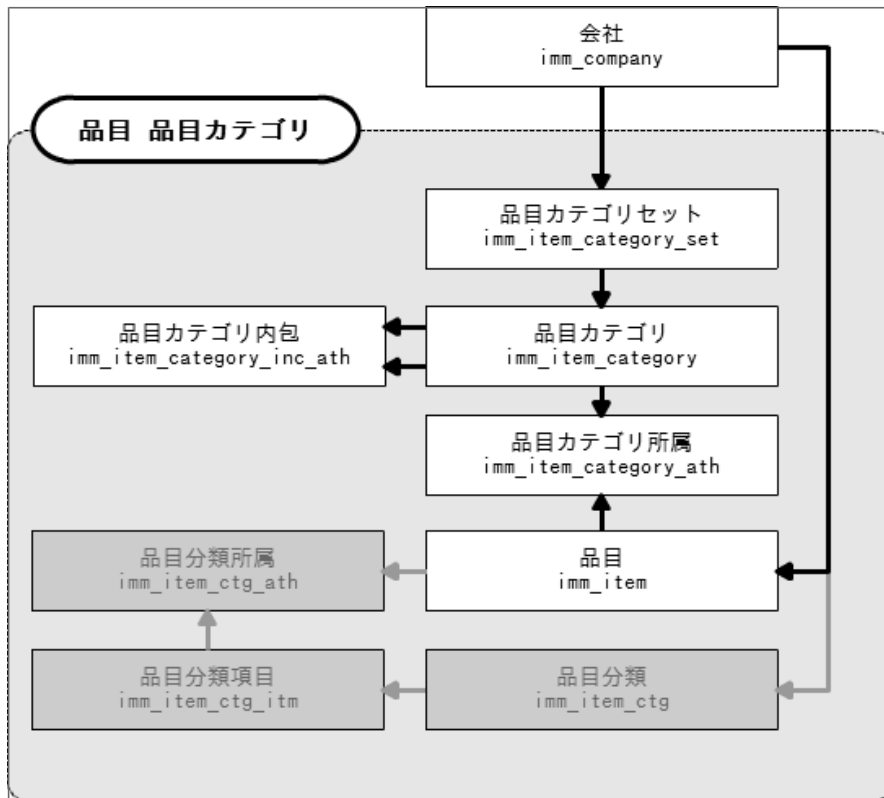 会社
imm_company
品目 品目カテゴリ
品目カテゴリセット
imm_item_category_set
品目カテゴリ内包
imm_item_category_inc_ath
品目カテゴリ
imm_item_category
品目カテゴリ所属
imm_item_category_ath
品目分類所属
imm_item_ctg_ath
品目
imm_item
品目分類項目
imm_item_ctg_itm
品目分類
imm_item_ctg